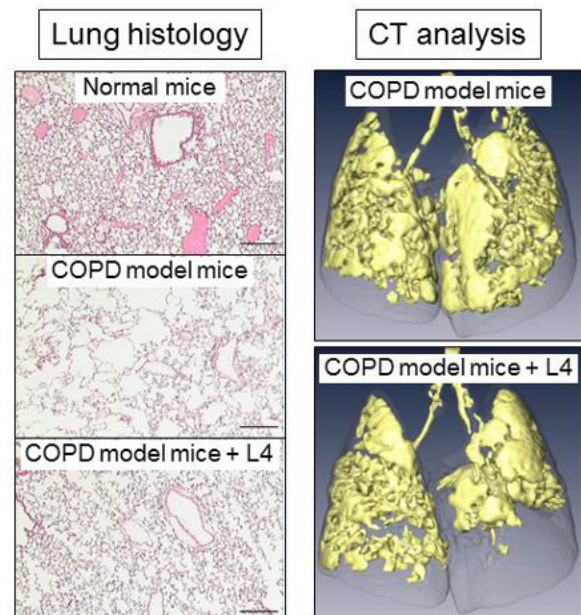 Lung histology
Normal mice
COPD model mice
COPD model mice + L4
CT analysis
COPD model mice
COPD model mice + L4